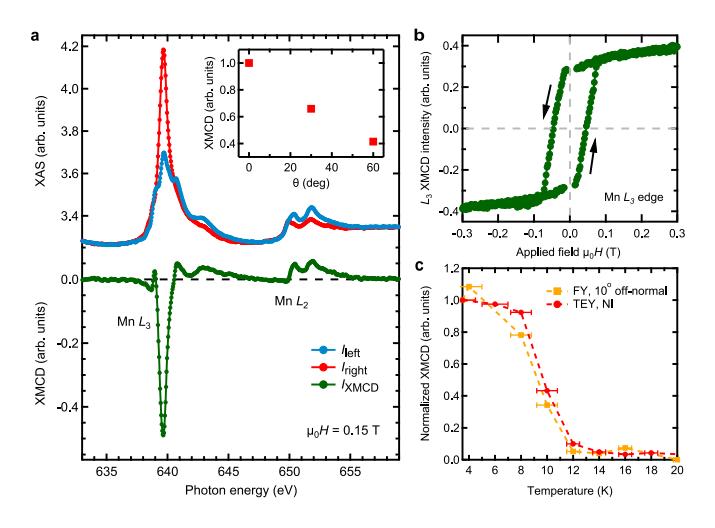 a
4.2
4.0
3.8
3.6
3.4
XAS (arb. units)
1.0
0.8
0.6
0.4
XMCD (arb. units)
0 20 40 60
θ (deg)
0.0
-0.2
-0.4
XMCD (arb. units)
Mn L3
Mn L2
Ileft
Iright
IXMCD
μ0H = 0.15 T
635 640 645 650 655
Photon energy (eV)
b
0.4
0.2
0.0
-0.2
-0.4
L3 XMCD intensity (arb. units)
Mn L3 edge
-0.3 -0.2 -0.1 0.0 0.1 0.2 0.3
Applied field μ0H (T)
c
1.2
1.0
0.8
0.6
0.4
0.2
0.0
Normalized XMCD (arb. units)
FY, 10° off-normal
TEY, NI
4 6 8 10 12 14 16 18 20
Temperature (K)